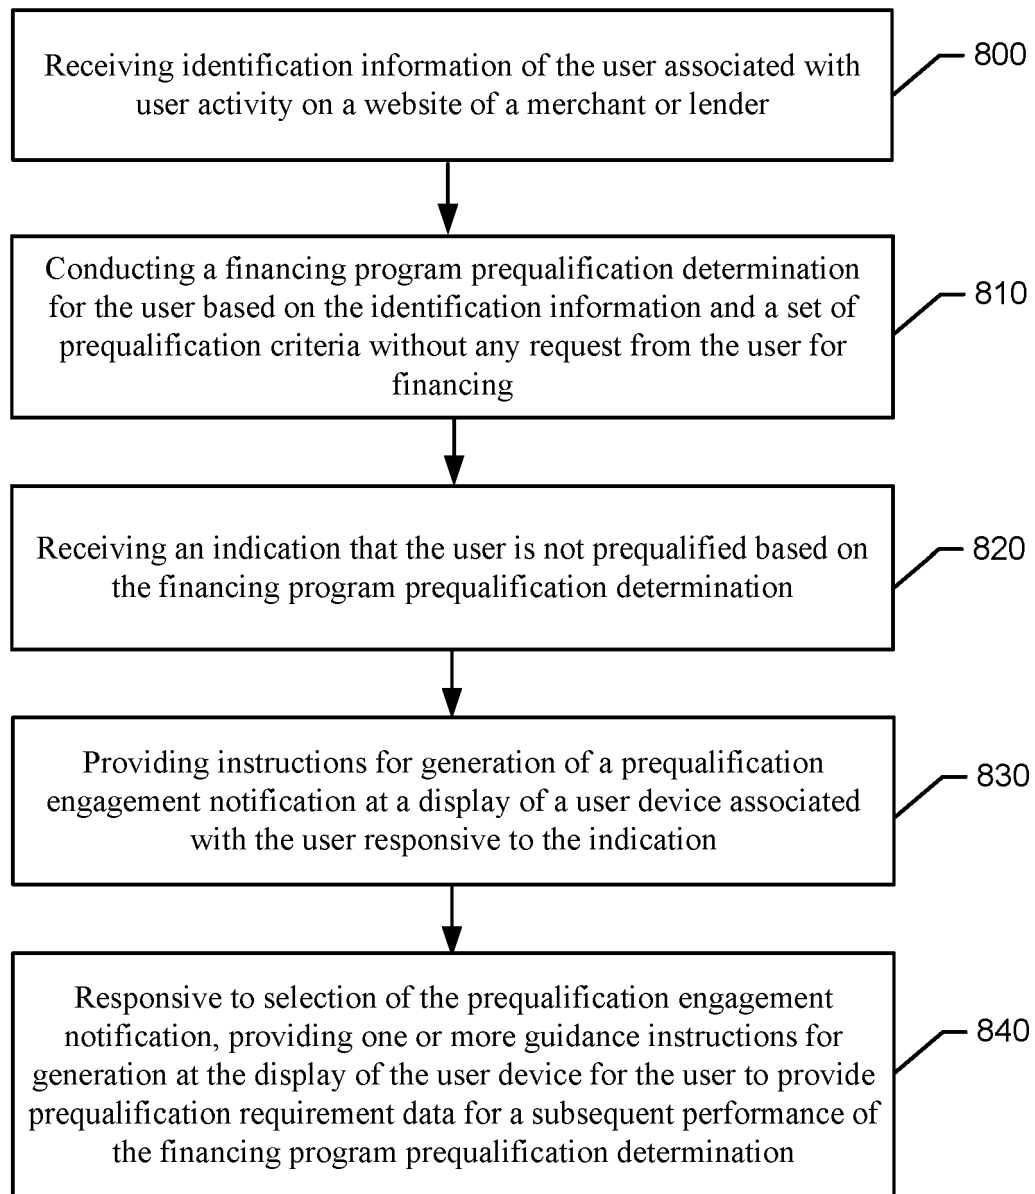 Receiving identification information of the user associated with
user activity on a website of a merchant or lender
800
Conducting a financing program prequalification determination
for the user based on the identification information and a set of
prequalification criteria without any request from the user for
financing
810
Receiving an indication that the user is not prequalified based on
the financing program prequalification determination
820
Providing instructions for generation of a prequalification
engagement notification at a display of a user device associated
with the user responsive to the indication
830
Responsive to selection of the prequalification engagement
notification, providing one or more guidance instructions for
generation at the display of the user device for the user to provide
prequalification requirement data for a subsequent performance of
the financing program prequalification determination
840